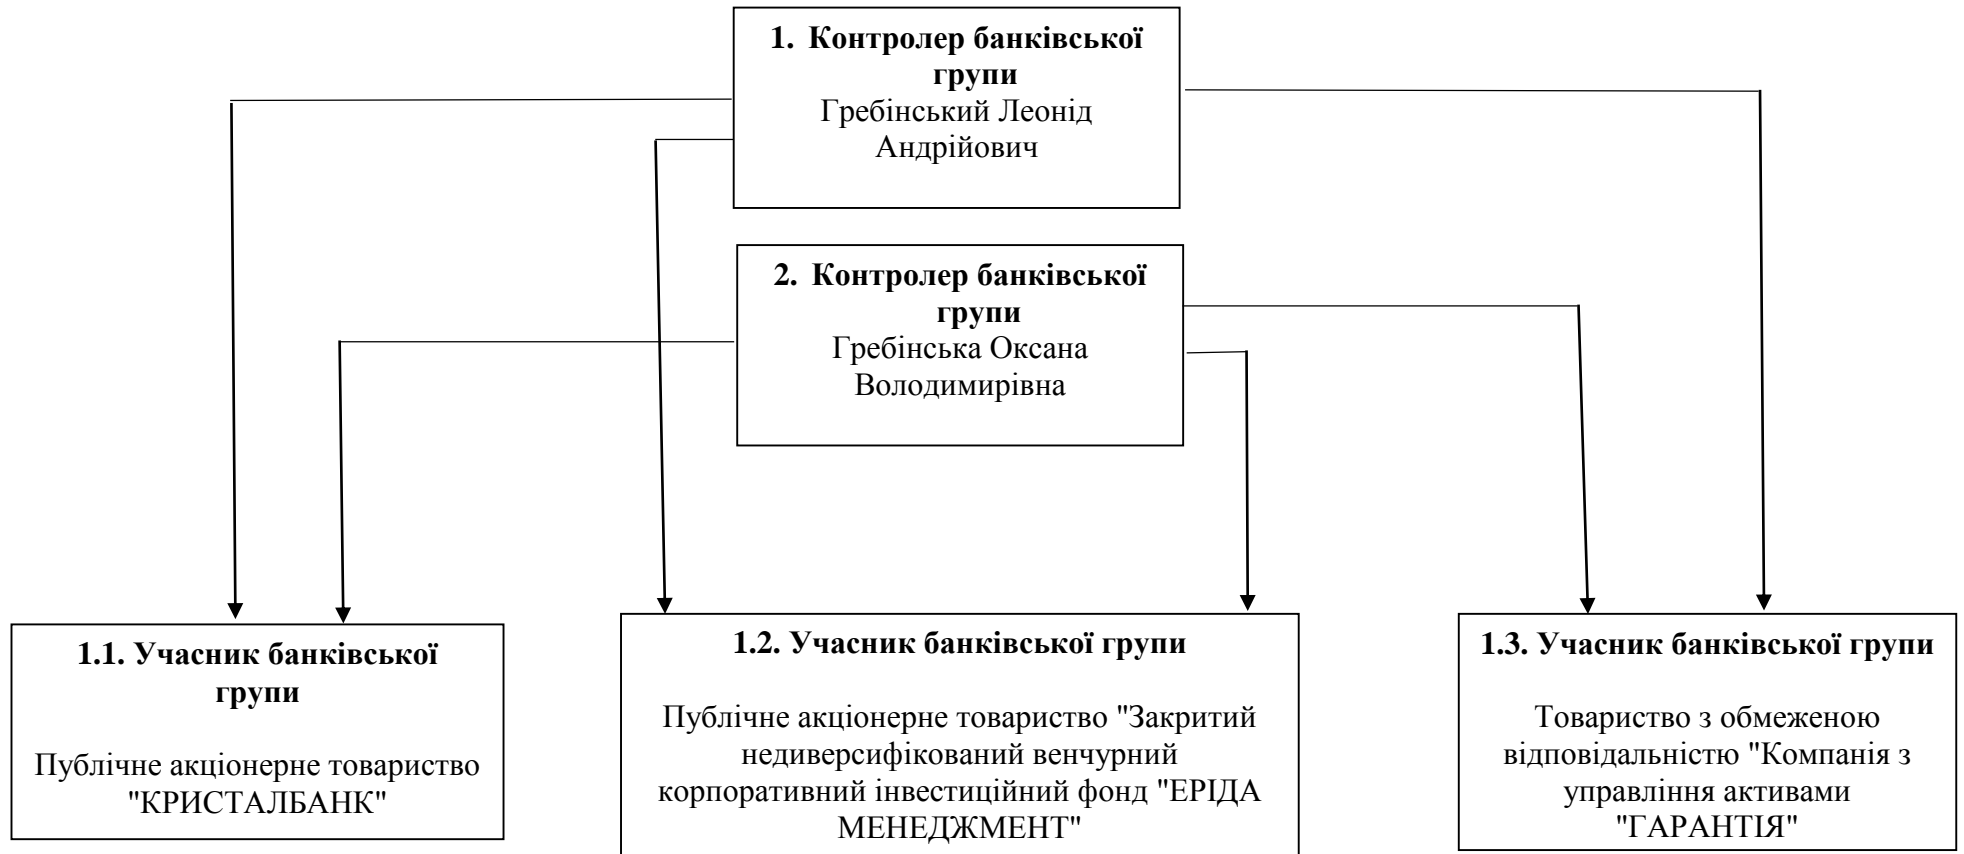 1. Контролер банківської
групи
Гребінський Леонід
Андрійович
2. Контролер банківської
групи
Гребінська Оксана
Володимирівна
1.1. Учасник банківської
групи
Публічне акціонерне товариство
"КРИСТАЛБАНК"
1.2. Учасник банківської групи
Публічне акціонерне товариство "Закритий
недиверсифікований венчурний
корпоративний інвестиційний фонд "ЕРІДА
МЕНЕДЖМЕНТ"
1.3. Учасник банківської групи
Товариство з обмеженою
відповідальністю "Компанія з
управління активами
"ГАРАНТІЯ"